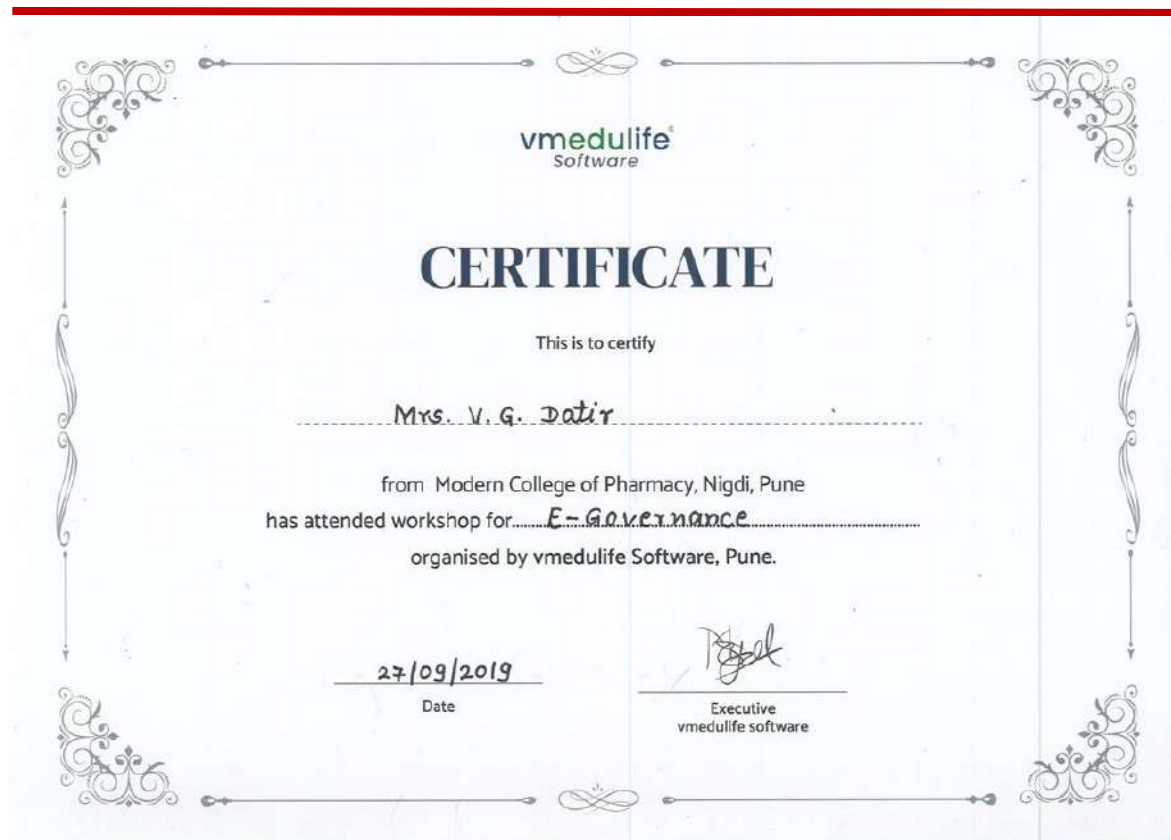 vmedulife
Software
CERTIFICATE
This is to certify
Mrs. V. G. Datir
from Modern College of Pharmacy, Nigdi, Pune
has attended workshop for E-Governance
organised by vmedulife Software, Pune.
27/09/2019
Date
Executive
vmedulife software